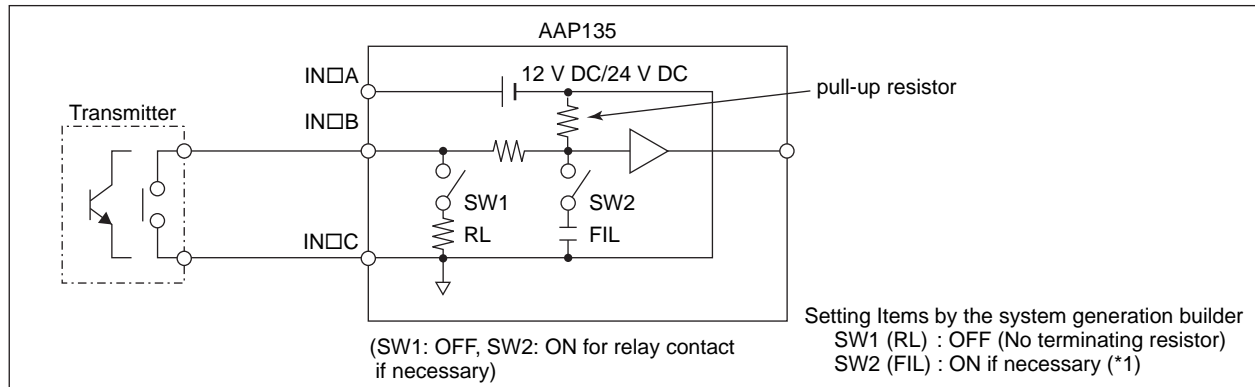 AAP135
IN□A
12 V DC/24 V DC
pull-up resistor
Transmitter
IN□B
SW1
SW2
RL
FIL
IN□C
(SW1: OFF, SW2: ON for relay contact
if necessary)
Setting Items by the system generation builder
SW1 (RL) : OFF (No terminating resistor)
SW2 (FIL) : ON if necessary (*1)